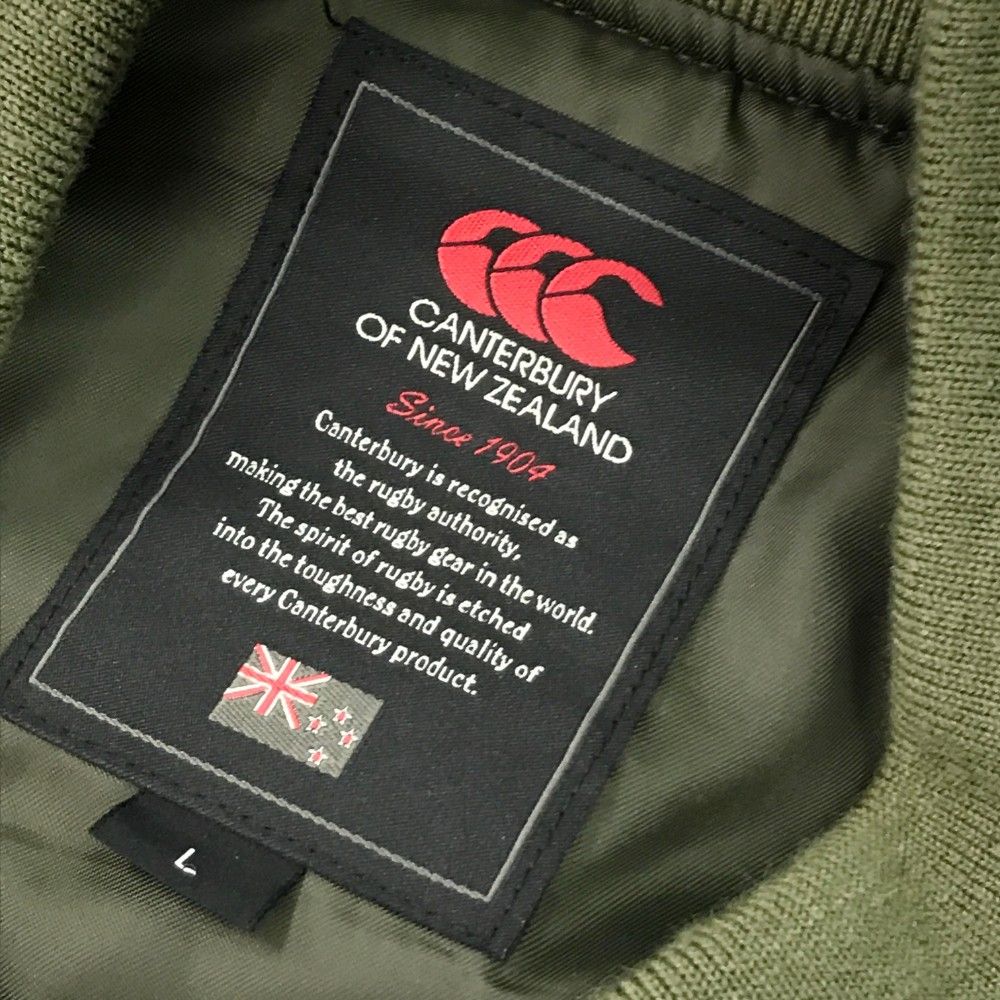 CANTERBURY
OF NEW ZEALAND
Since 1904
Canterbury is recognised as
the rugby authority,
making the best rugby gear in the world.
The spirit of rugby is etched
into the toughness and quality of
every Canterbury product.
L